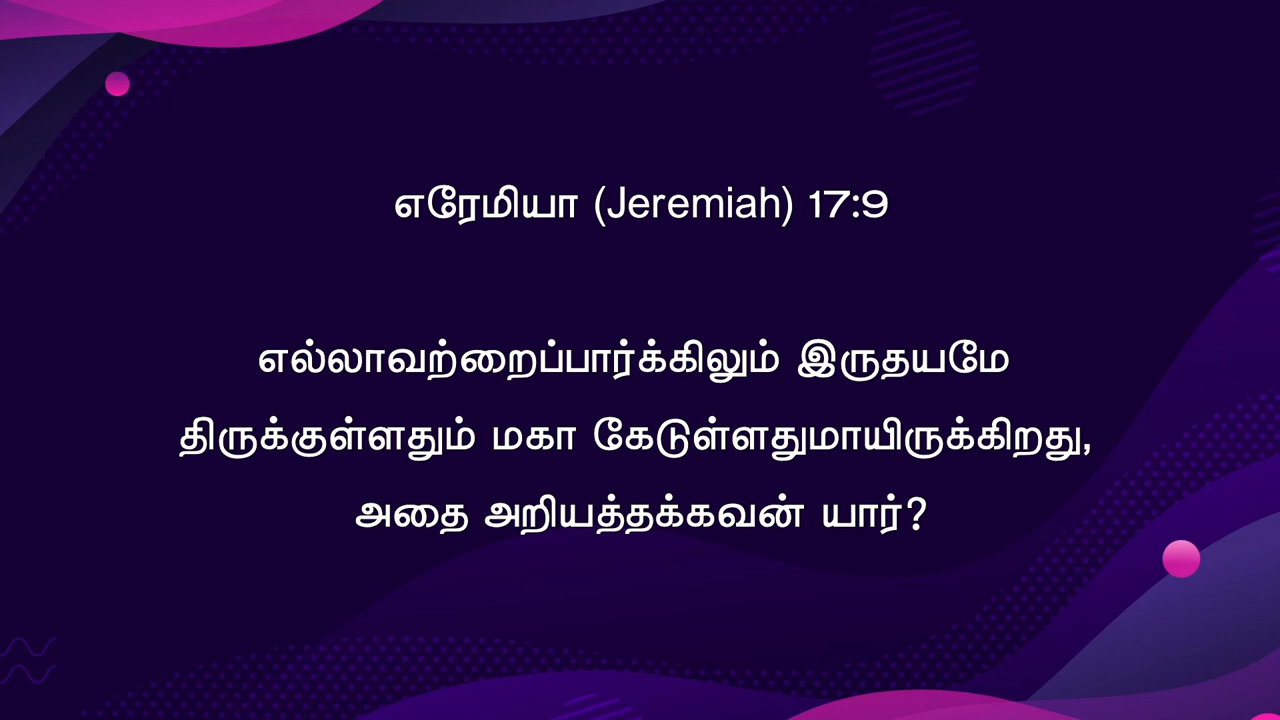 எரேமியா (Jeremiah) 17:9
எல்லாவற்றைப்பார்க்கிலும் இருதயமே
திருக்குள்ளதும் மகா கேடுள்ளதுமாயிருக்கிறது,
அதை அறியத்தக்கவன் யார்?